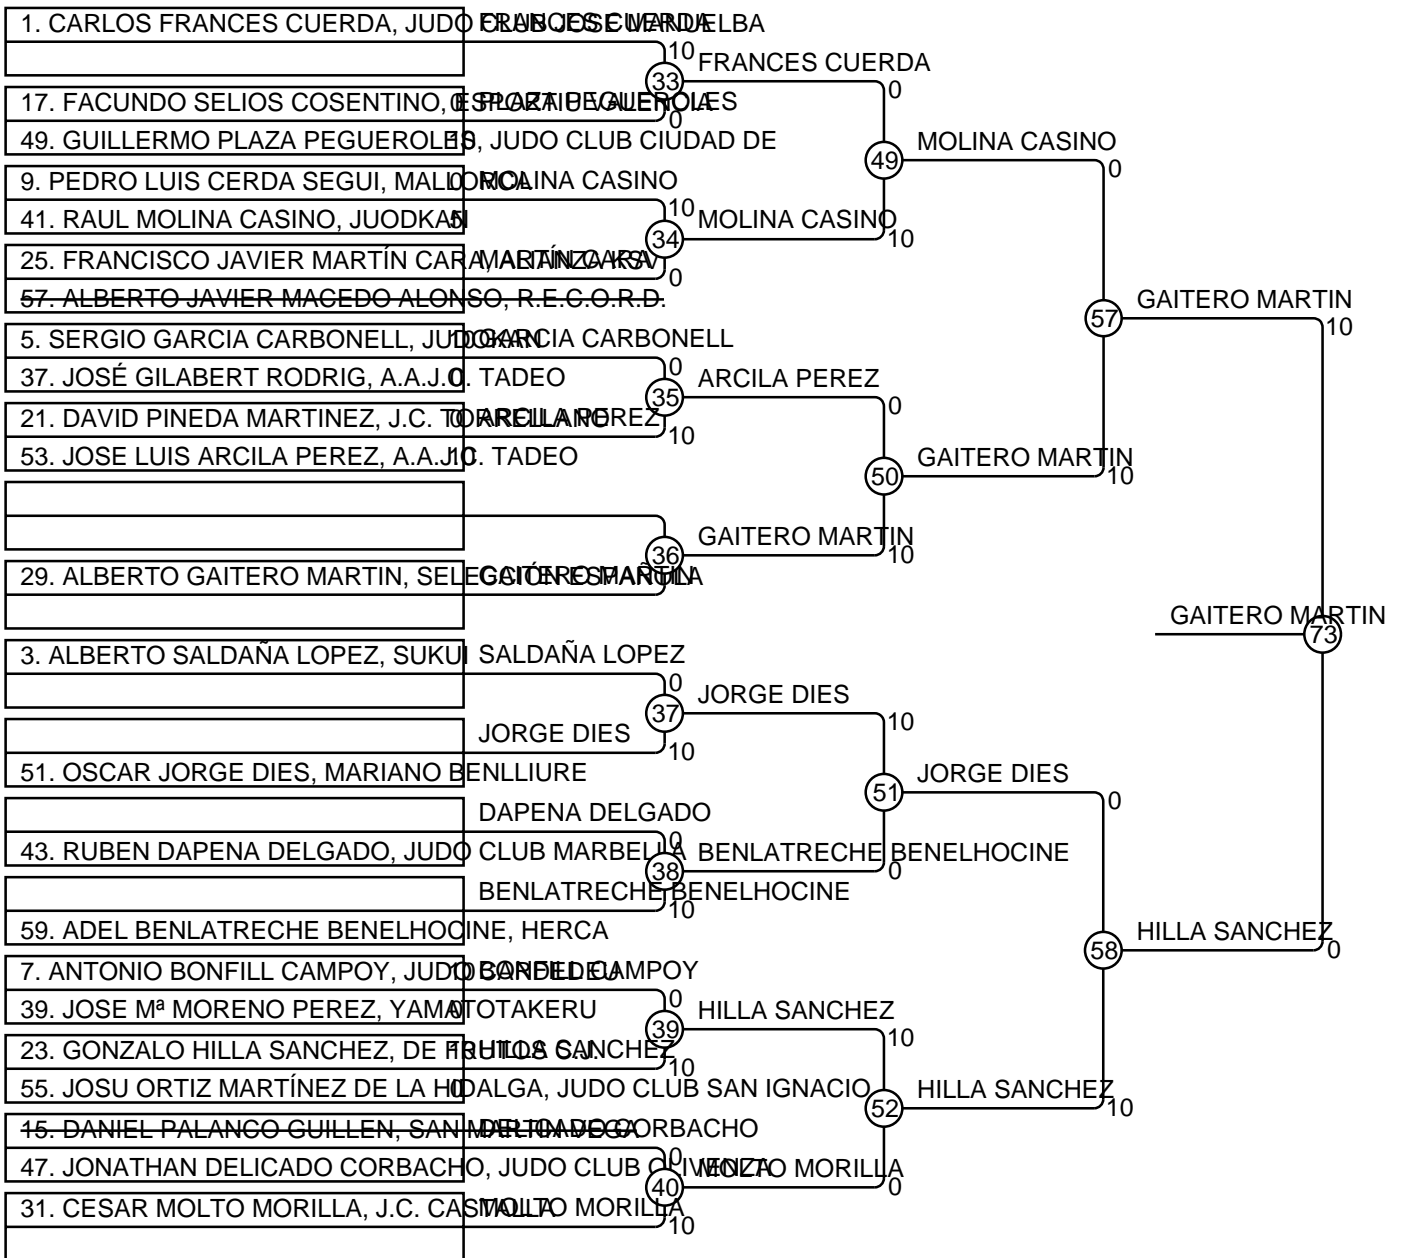 1. CARLOS FRANCES CUERDA, JUDO CLUB JOSE MANUEL BA
FRANCES CUERDA
10
33
FRANCES CUERDA
0
17. FACUNDO SELIOS COSENTINO, ESPORTIU VALENCIA
0
PLAZA PEGUEROLES
0
49. GUILLERMO PLAZA PEGUEROLES, JUDO CLUB CIUDAD DE
10
49
MOLINA CASINO
0
9. PEDRO LUIS CERDA SEGUI, MALLORCA
0
MOLINA CASINO
10
41. RAUL MOLINA CASINO, JUODKAN
5
34
MOLINA CASINO
10
25. FRANCISCO JAVIER MARTÍN CARA, ALIANZA KSV
MARTÍN CARA
0
57. ALBERTO JAVIER MACEDO ALONSO, R.E.C.O.R.D.
57
GAITERO MARTIN
10
5. SERGIO GARCIA CARBONELL, JUDOKAN
10
GARCIA CARBONELL
0
37. JOSÉ GILABERT RODRIG, A.A.J.C. TADEO
0
35
ARCILA PEREZ
0
21. DAVID PINEDA MARTINEZ, J.C. TORRELLANO
0
ARCILA PEREZ
10
53. JOSE LUIS ARCILA PEREZ, A.A.J.C. TADEO
10
50
GAITERO MARTIN
10
36
GAITERO MARTIN
10
29. ALBERTO GAITERO MARTIN, SELECCIÓN ESPAÑOLA
GAITERO MARTIN
GAITERO MARTIN
73
3. ALBERTO SALDAÑA LOPEZ, SUKUI
SALDAÑA LOPEZ
0
37
JORGE DIES
10
JORGE DIES
10
51. OSCAR JORGE DIES, MARIANO BENLLIURE
51
JORGE DIES
0
DAPENA DELGADO
0
43. RUBEN DAPENA DELGADO, JUDO CLUB MARBELLA
38
BENLATRECHE BENELHOCINE
0
BENLATRECHE BENELHOCINE
10
59. ADEL BENLATRECHE BENELHOCINE, HERCA
58
HILLA SANCHEZ
0
7. ANTONIO BONFILL CAMPOY, JUDO CARDEDEU
10
BONFILL CAMPOY
0
39. JOSE Mª MORENO PEREZ, YAMATOTAKERU
0
39
HILLA SANCHEZ
10
23. GONZALO HILLA SANCHEZ, DE FRUTOS C.J.
10
HILLA SANCHEZ
10
55. JOSU ORTIZ MARTÍNEZ DE LA HIDALGA, JUDO CLUB SAN IGNACIO
0
52
HILLA SANCHEZ
10
15. DANIEL PALANCO GUILLEN, SAN MARTIN VEGA
DELICADO CORBACHO
0
47. JONATHAN DELICADO CORBACHO, JUDO CLUB OLIVENZA
40
MOLTO MORILLA
0
31. CESAR MOLTO MORILLA, J.C. CASTALLA
MOLTO MORILLA
10